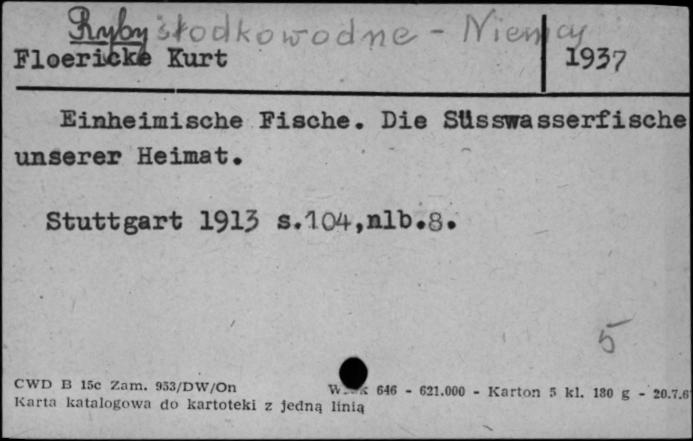 Ryby słodkowodne - Niemcy
Floericke Kurt 1937
Einheimische Fische. Die Süsswasserfische
unserer Heimat.
Stuttgart 1913 s.104,nlb.8.
5
CWD B 15c Zam. 953/DW/On 646 - 621.000 - Karton 5 kl. 180 g - 20.7.6
Karta katalogowa do kartoteki z jedną linią